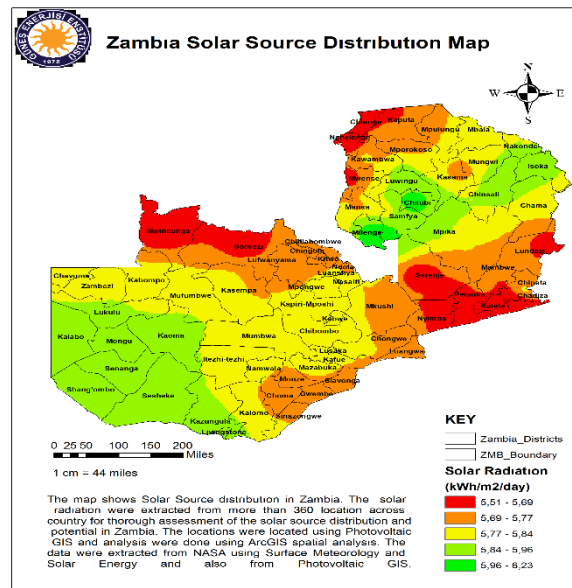 GÜNEŞ ENERJİSİ ENSTİTÜSÜ
1978
Zambia Solar Source Distribution Map
N
W E
S
Chienge Kaputa
Mpulungu
Nchelenge
Mbala
Mporokoso
Nakonde
Kawambwa
Mungwi
Isoka
Mwense
Kasama
Luwingu
Chinsali
Mansa
Chilubi
Chama
Samfya
Milenge
Mpika
Mwinilunga
Solwezi
Chililabombwe
Chingola
Lufwanyama
Kitwe
Ndola
Luanshya
Masaiti
Lundazi
Mambwe
Serenje
Chipata
Chavuma
Zambezi
Kabompo
Mufumbwe
Kasempa
Mpongwe
Kapiri-Mposhi
Mkushi
Petauke
Katete
Chadiza
Nyimba
Lukulu
Kabwe
Kalabo
Mongu
Kaoma
Mumbwa
Chibombo
Chongwe
Itezhi-tezhi
Lusaka
Luangwa
Senanga
Kafue
Namwala
Mazabuka
Shang'ombo
Sesheke
Monze
Siavonga
Choma
Gwembe
Kalomo
Sinazongwe
Kazungula
Livingstone
KEY
Zambia_Districts
ZMB_Boundary
0 25 50 100 150 200
Miles
1 cm = 44 miles
Solar Radiation
(kWh/m2/day)
5,51 - 5,69
5,69 - 5,77
5,77 - 5,84
5,84 - 5,96
5,96 - 6,23
The map shows Solar Source distribution in Zambia. The solar
radiation were extracted from more than 360 location across
country for thorough assessment of the solar source distribution and
potential in Zambia. The locations were located using Photovoltaic
GIS and analysis were done using ArcGIS spatial analysis. The
data were extracted from NASA using Surface Meteorology and
Solar Energy and also from Photovoltaic GIS.